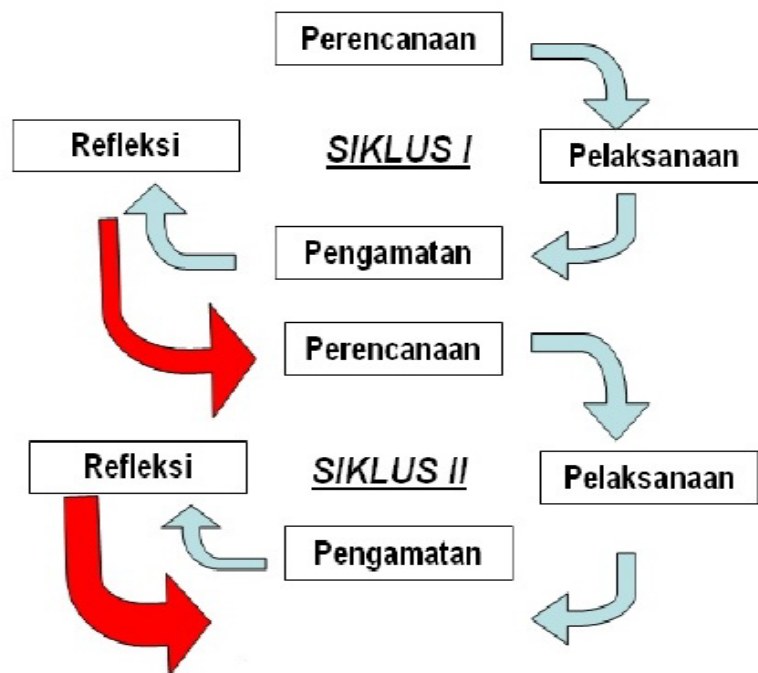 Perencanaan
Refleksi
SIKLUS I
Pelaksanaan
Pengamatan
Perencanaan
Refleksi
SIKLUS II
Pelaksanaan
Pengamatan